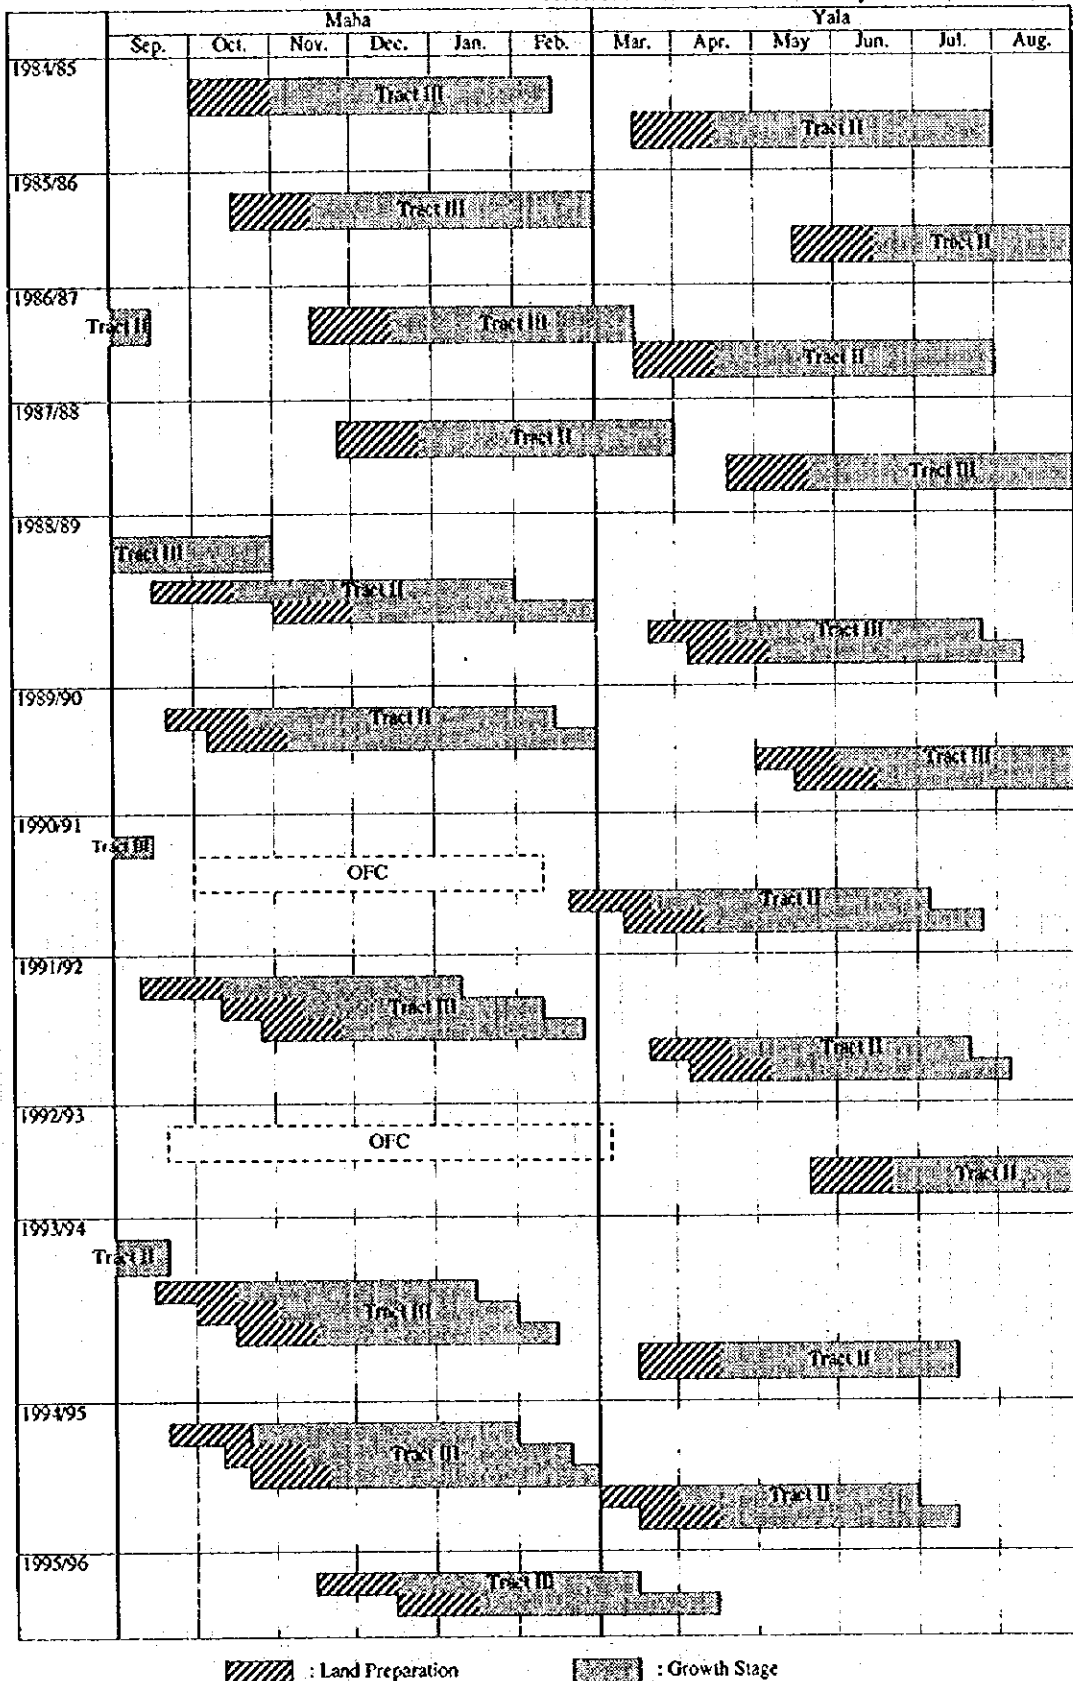 Maha Yala
Sep. Oct. Nov. Dec. Jan. Feb. Mar. Apr. May Jun. Jul. Aug.
1984/85
Tract III
Tract II
1985/86
Tract III
Tract II
1986/87
Tract II Tract III
Tract II
1987/88
Tract II
Tract III
1988/89
Tract III
Tract II
Tract III
1989/90
Tract II
Tract III
1990/91
Tract III
OFC
Tract II
1991/92
Tract III
Tract II
1992/93
OFC
Tract II
1993/94
Tract II
Tract III
Tract II
1994/95
Tract III
Tract II
1995/96
Tract III
: Land Preparation : Growth Stage